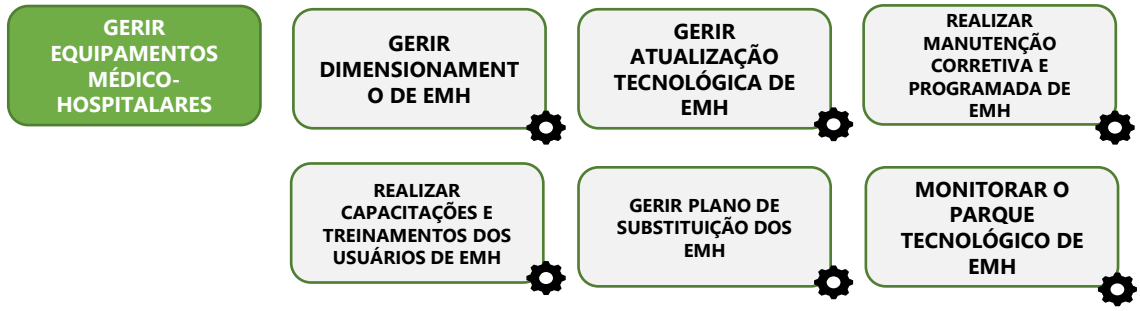 GERIR
EQUIPAMENTOS
MÉDICO-
HOSPITALARES
GERIR
DIMENSIONAMENT
O DE EMH
GERIR
ATUALIZAÇÃO
TECNOLÓGICA DE
EMH
REALIZAR
MANUTENÇÃO
CORRETIVA E
PROGRAMADA DE
EMH
REALIZAR
CAPACITAÇÕES E
TREINAMENTOS DOS
USUÁRIOS DE EMH
GERIR PLANO DE
SUBSTITUIÇÃO DOS
EMH
MONITORAR O
PARQUE
TECNOLÓGICO DE
EMH